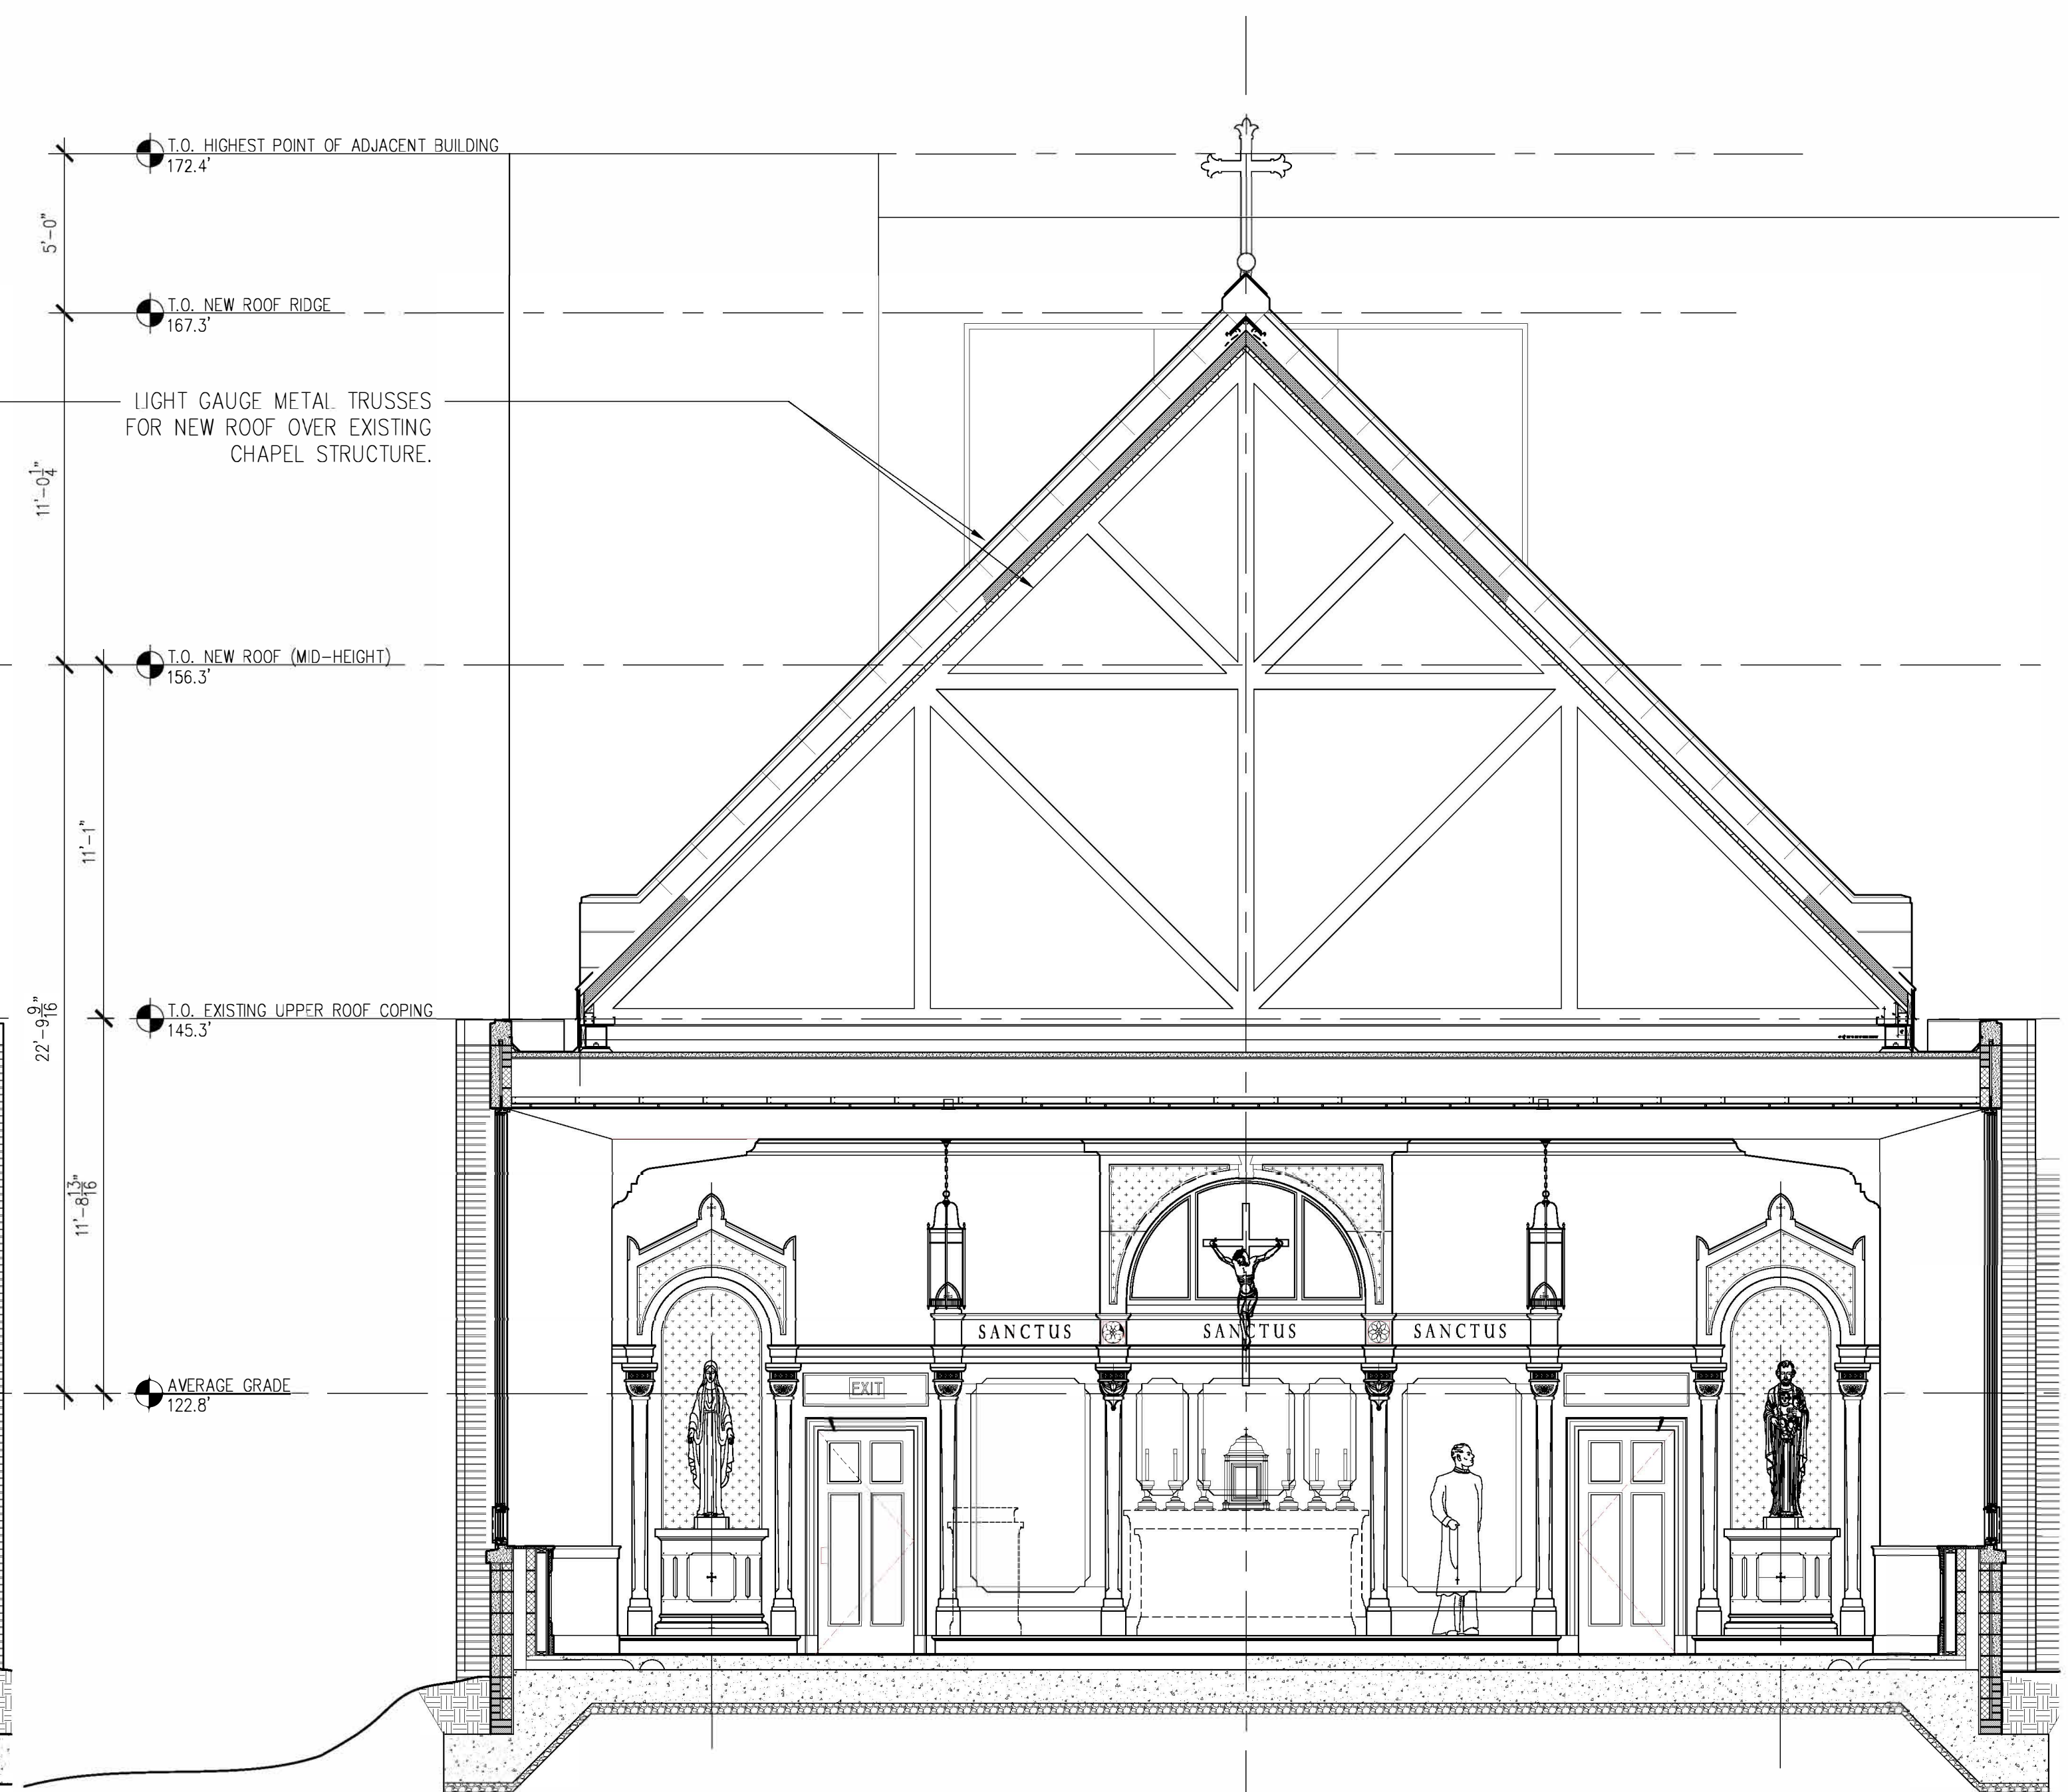 T.O. HIGHEST POINT OF ADJACENT BUILDING
172.4'
5'-0"
T.O. NEW ROOF RIDGE
167.3'
LIGHT GAUGE METAL TRUSSES
FOR NEW ROOF OVER EXISTING
CHAPEL STRUCTURE.
11'-0 1/4"
T.O. NEW ROOF (MID-HEIGHT)
156.3'
11'-1"
T.O. EXISTING UPPER ROOF COPING
145.3'
22'-9 9/16"
11'-8 13/16"
SANCTUS
SANCTUS
SANCTUS
EXIT
AVERAGE GRADE
122.8'